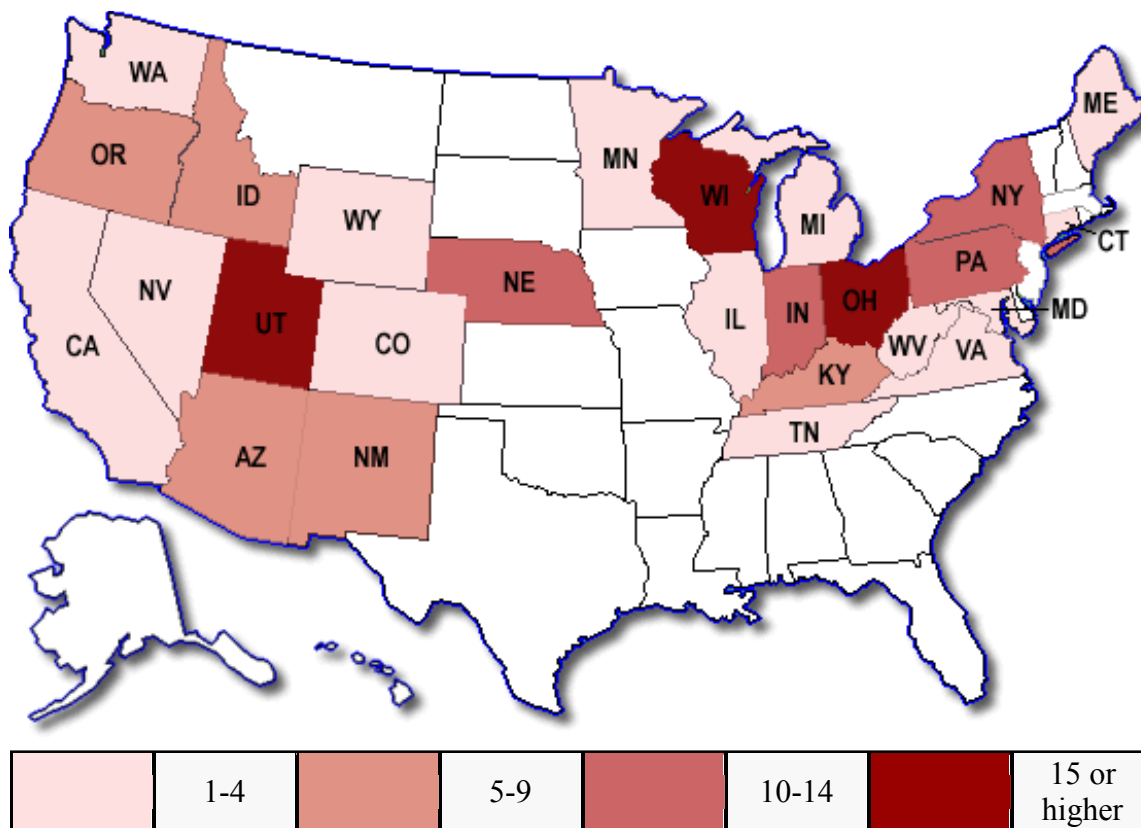 WA
ME
OR
MN
ID
WI
NY
WY
MI
CT
PA
NE
NV
OH
IN
MD
UT
IL
CA
CO
WV
VA
KY
TN
AZ
NM
1-4
5-9
10-14
15 or
higher